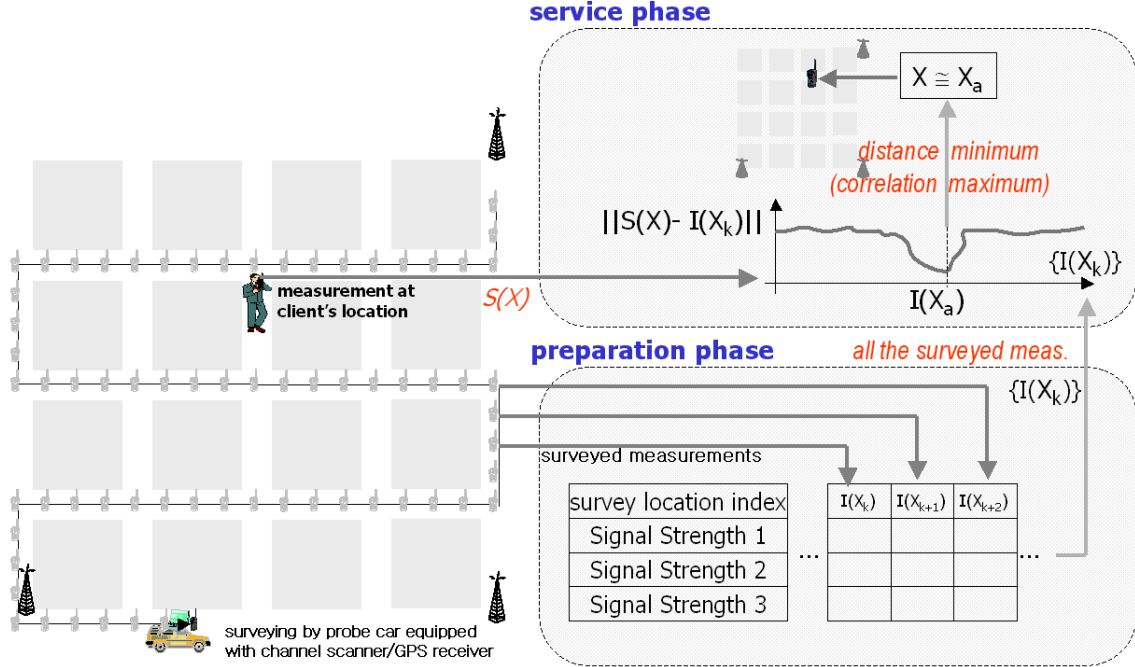 service phase
X ≅ Xₐ
distance minimum
(correlation maximum)
||S(X)- I(Xₖ)||
{I(Xₖ)}
I(Xₐ)
measurement at
client's location
S(X)
preparation phase
all the surveyed meas.
{I(Xₖ)}
surveyed measurements
survey location index
I(Xₖ) I(Xₖ₊₁) I(Xₖ₊₂)
Signal Strength 1
Signal Strength 2
... ...
Signal Strength 3
surveying by probe car equipped
with channel scanner/GPS receiver